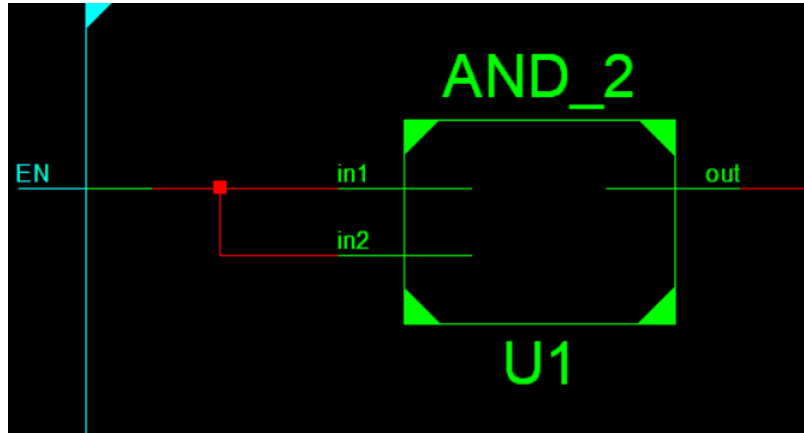 AND_2
EN
in1
out
in2
U1